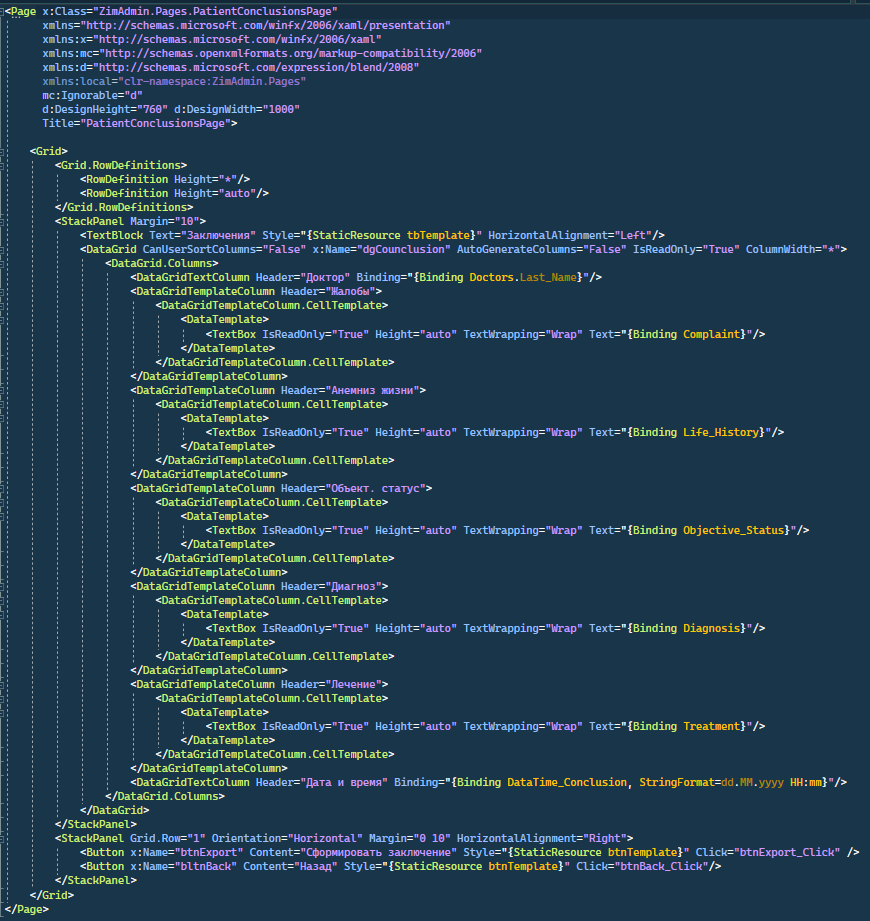 <Page x:Class="ZimAdmin.Pages.PatientConclusionsPage"
xmlns="http://schemas.microsoft.com/winfx/2006/xaml/presentation"
xmlns:x="http://schemas.microsoft.com/winfx/2006/xaml"
xmlns:mc="http://schemas.openxmlformats.org/markup-compatibility/2006"
xmlns:d="http://schemas.microsoft.com/expression/blend/2008"
xmlns:local="clr-namespace:ZimAdmin.Pages"
mc:Ignorable="d"
d:DesignHeight="760" d:DesignWidth="1000"
Title="PatientConclusionsPage">
<Grid>
<Grid.RowDefinitions>
<RowDefinition Height="*"/>
<RowDefinition Height="auto"/>
</Grid.RowDefinitions>
<StackPanel Margin="10">
<TextBlock Text="Заключения" Style="{StaticResource tbTemplate}" HorizontalAlignment="Left"/>
<DataGrid CanUserSortColumns="False" x:Name="dgCounclusion" AutoGenerateColumns="False" IsReadOnly="True" ColumnWidth="*">
<DataGrid.Columns>
<DataGridTextColumn Header="Доктор" Binding="{Binding Doctors.Last_Name}"/>
<DataGridTemplateColumn Header="Жалобы">
<DataGridTemplateColumn.CellTemplate>
<DataTemplate>
<TextBox IsReadOnly="True" Height="auto" TextWrapping="Wrap" Text="{Binding Complaint}"/>
</DataTemplate>
</DataGridTemplateColumn.CellTemplate>
</DataGridTemplateColumn>
<DataGridTemplateColumn Header="Анемниз жизни">
<DataGridTemplateColumn.CellTemplate>
<DataTemplate>
<TextBox IsReadOnly="True" Height="auto" TextWrapping="Wrap" Text="{Binding Life_History}"/>
</DataTemplate>
</DataGridTemplateColumn.CellTemplate>
</DataGridTemplateColumn>
<DataGridTemplateColumn Header="Объект. статус">
<DataGridTemplateColumn.CellTemplate>
<DataTemplate>
<TextBox IsReadOnly="True" Height="auto" TextWrapping="Wrap" Text="{Binding Objective_Status}"/>
</DataTemplate>
</DataGridTemplateColumn.CellTemplate>
</DataGridTemplateColumn>
<DataGridTemplateColumn Header="Диагноз">
<DataGridTemplateColumn.CellTemplate>
<DataTemplate>
<TextBox IsReadOnly="True" Height="auto" TextWrapping="Wrap" Text="{Binding Diagnosis}"/>
</DataTemplate>
</DataGridTemplateColumn.CellTemplate>
</DataGridTemplateColumn>
<DataGridTemplateColumn Header="Лечение">
<DataGridTemplateColumn.CellTemplate>
<DataTemplate>
<TextBox IsReadOnly="True" Height="auto" TextWrapping="Wrap" Text="{Binding Treatment}"/>
</DataTemplate>
</DataGridTemplateColumn.CellTemplate>
</DataGridTemplateColumn>
<DataGridTextColumn Header="Дата и время" Binding="{Binding DataTime_Conclusion, StringFormat=dd.MM.yyyy HH:mm}"/>
</DataGrid.Columns>
</DataGrid>
</StackPanel>
<StackPanel Grid.Row="1" Orientation="Horizontal" Margin="0 10" HorizontalAlignment="Right">
<Button x:Name="btnExport" Content="Сформировать заключение" Style="{StaticResource btnTemplate}" Click="btnExport_Click" />
<Button x:Name="bltnBack" Content="Назад" Style="{StaticResource btnTemplate}" Click="btnBack_Click"/>
</StackPanel>
</Grid>
</Page>